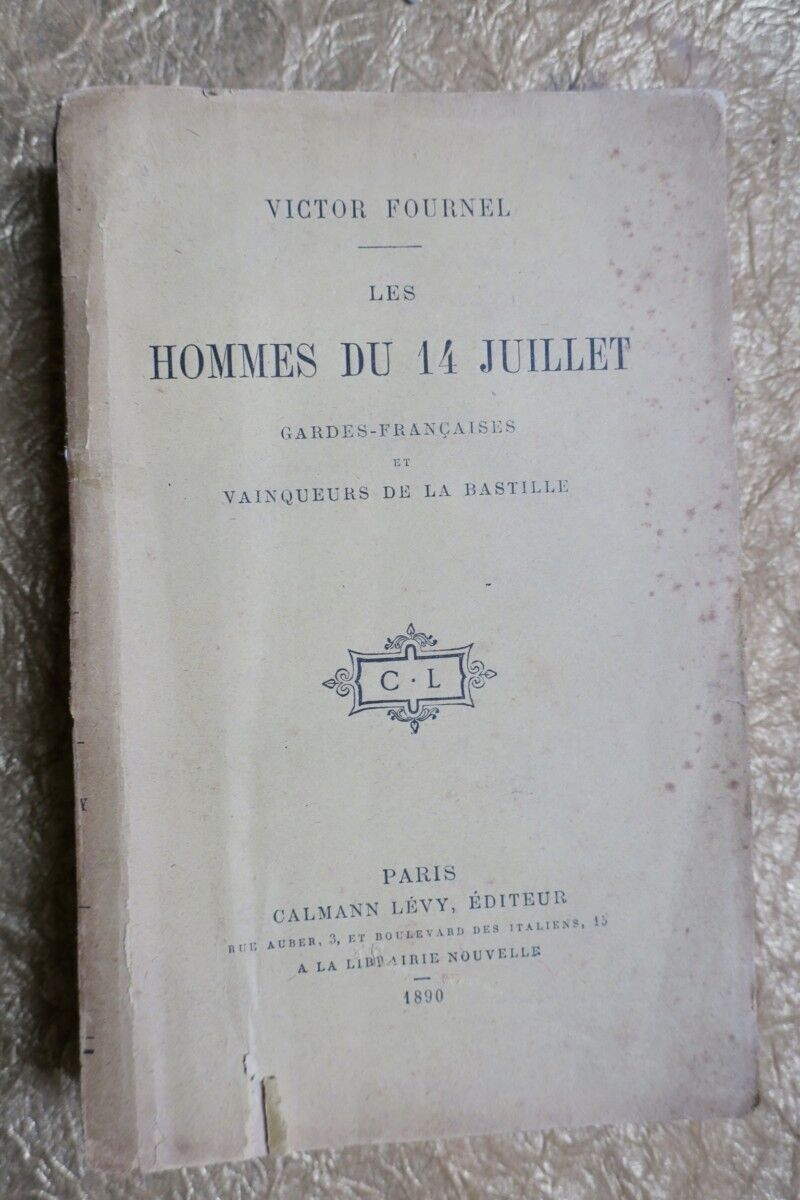 VICTOR FOURNEL
LES
HOMMES DU 14 JUILLET
GARDES-FRANÇAISES
ET
VAINQUEURS DE LA BASTILLE
C · L
PARIS
CALMANN LÉVY, ÉDITEUR
RUE AUBER, 3, ET BOULEVARD DES ITALIENS, 15
A LA LIBRAIRIE NOUVELLE
1890